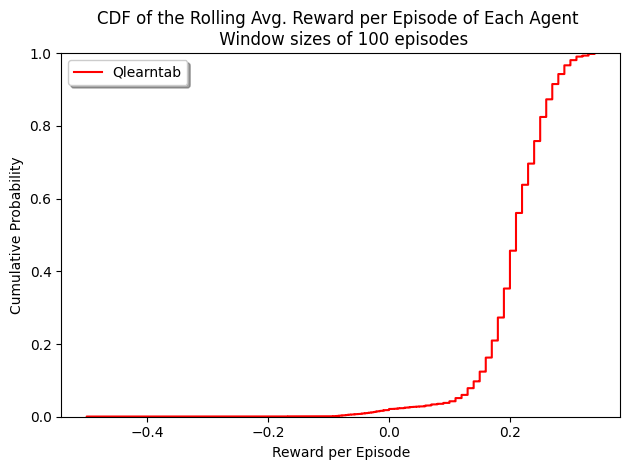 CDF of the Rolling Avg. Reward per Episode of Each Agent
Window sizes of 100 episodes
Qlearntab
Cumulative Probability
1.0
0.8
0.6
0.4
0.2
0.0
−0.4
−0.2
0.0
0.2
Reward per Episode